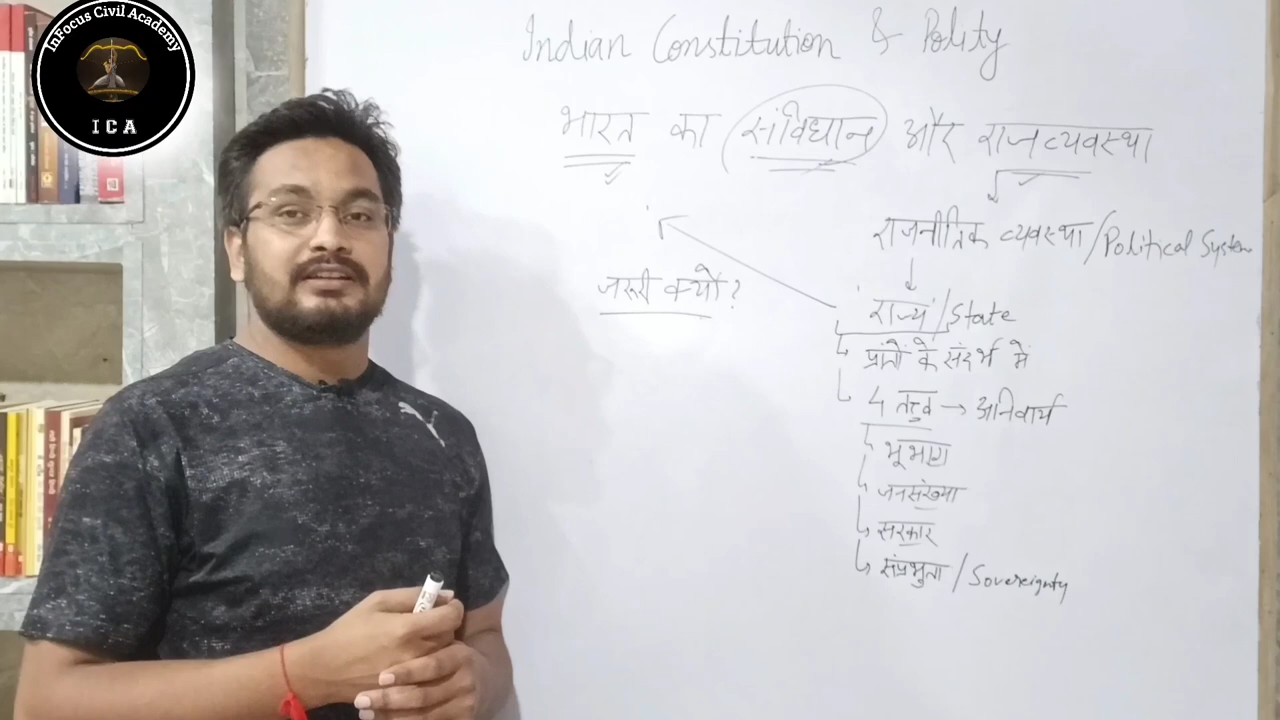 InFocus Civil Academy
ICA
Indian Constitution & Polity
भारत का संविधान और राजव्यवस्था
राजनीतिक व्यवस्था/Political System
जरुरी क्यों?
राज्य/State
प्रांतों के संदर्भ में
4 तत्त्व → अनिवार्य
भूभाग
जनसंख्या
सरकार
संप्रभुता / Sovereignty